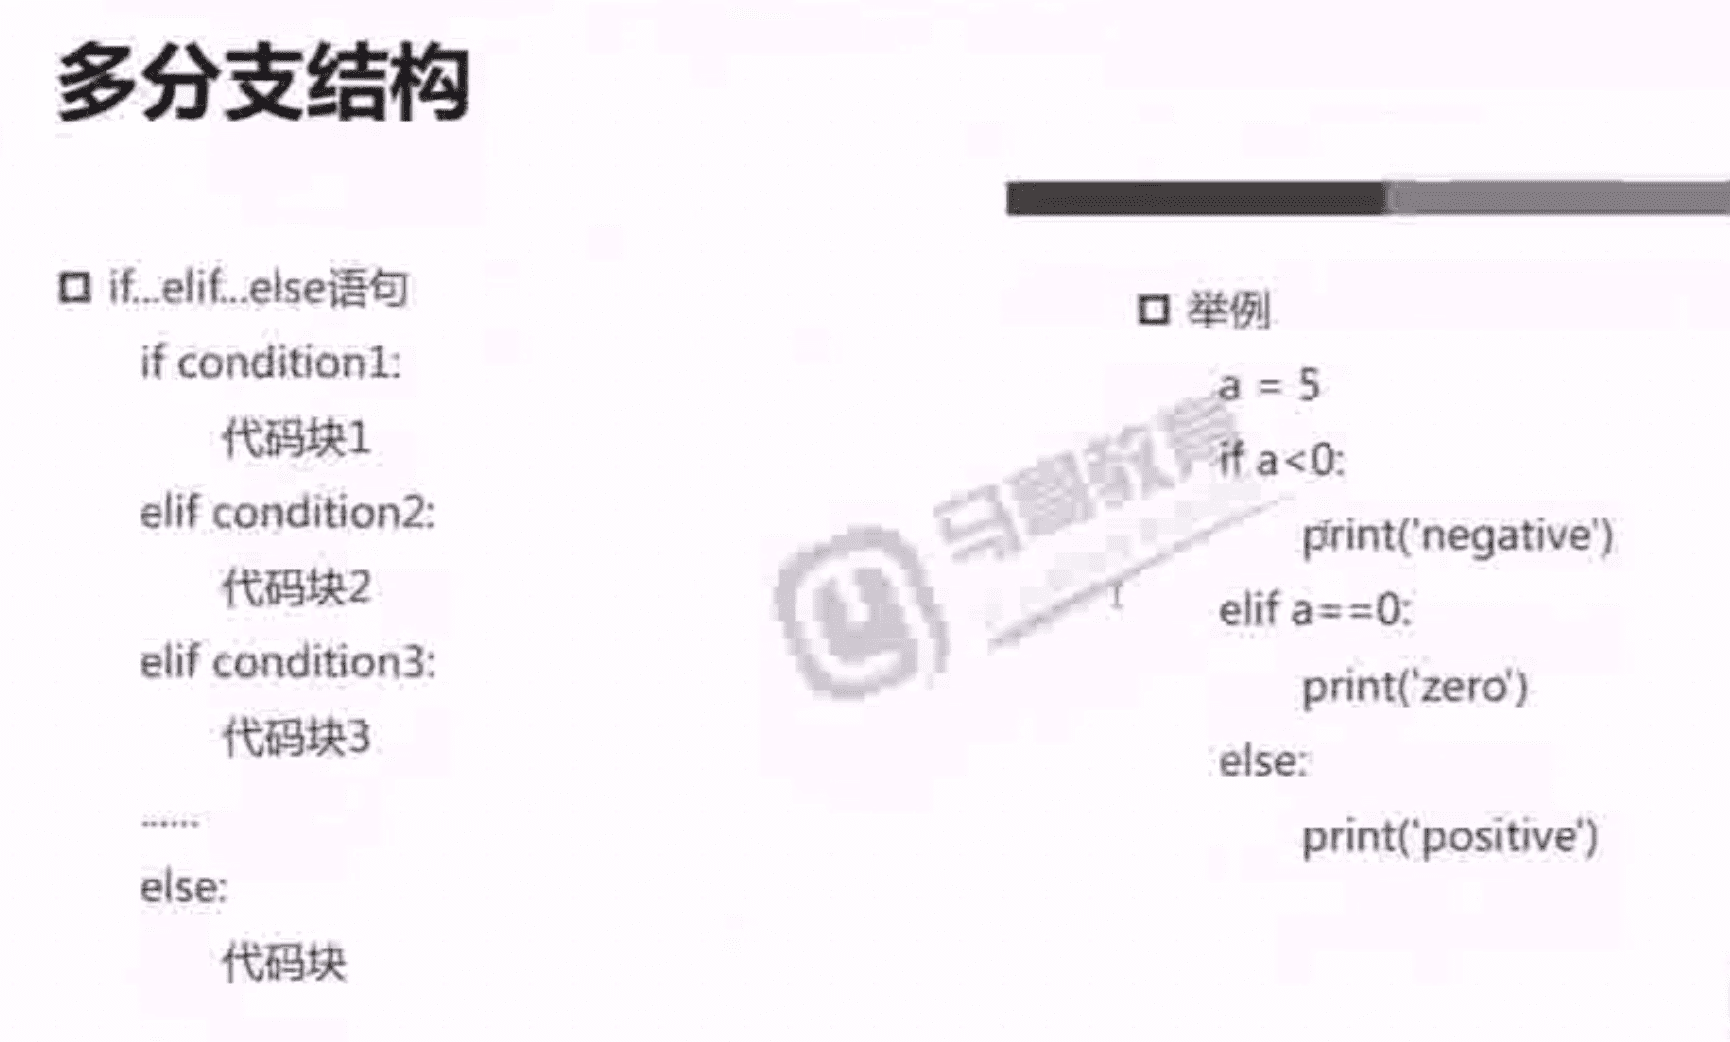 多分支结构
if...elif...else语句
if condition1:
代码块1
elif condition2:
代码块2
elif condition3:
代码块3
......
else:
代码块
举例
a = 5
if a<0:
print('negative')
elif a==0:
print('zero')
else:
print('positive')
马哥教育